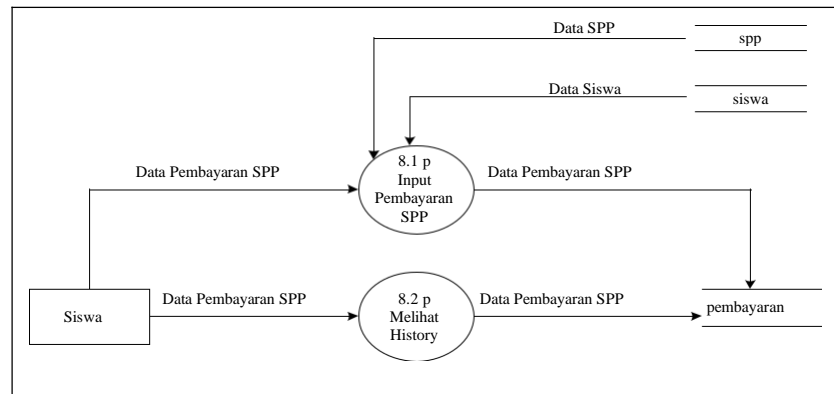 Data SPP
spp
Data Siswa
siswa
8.1 p
Input
Pembayaran
SPP
Data Pembayaran SPP
Data Pembayaran SPP
Siswa
Data Pembayaran SPP
8.2 p
Melihat
History
Data Pembayaran SPP
pembayaran